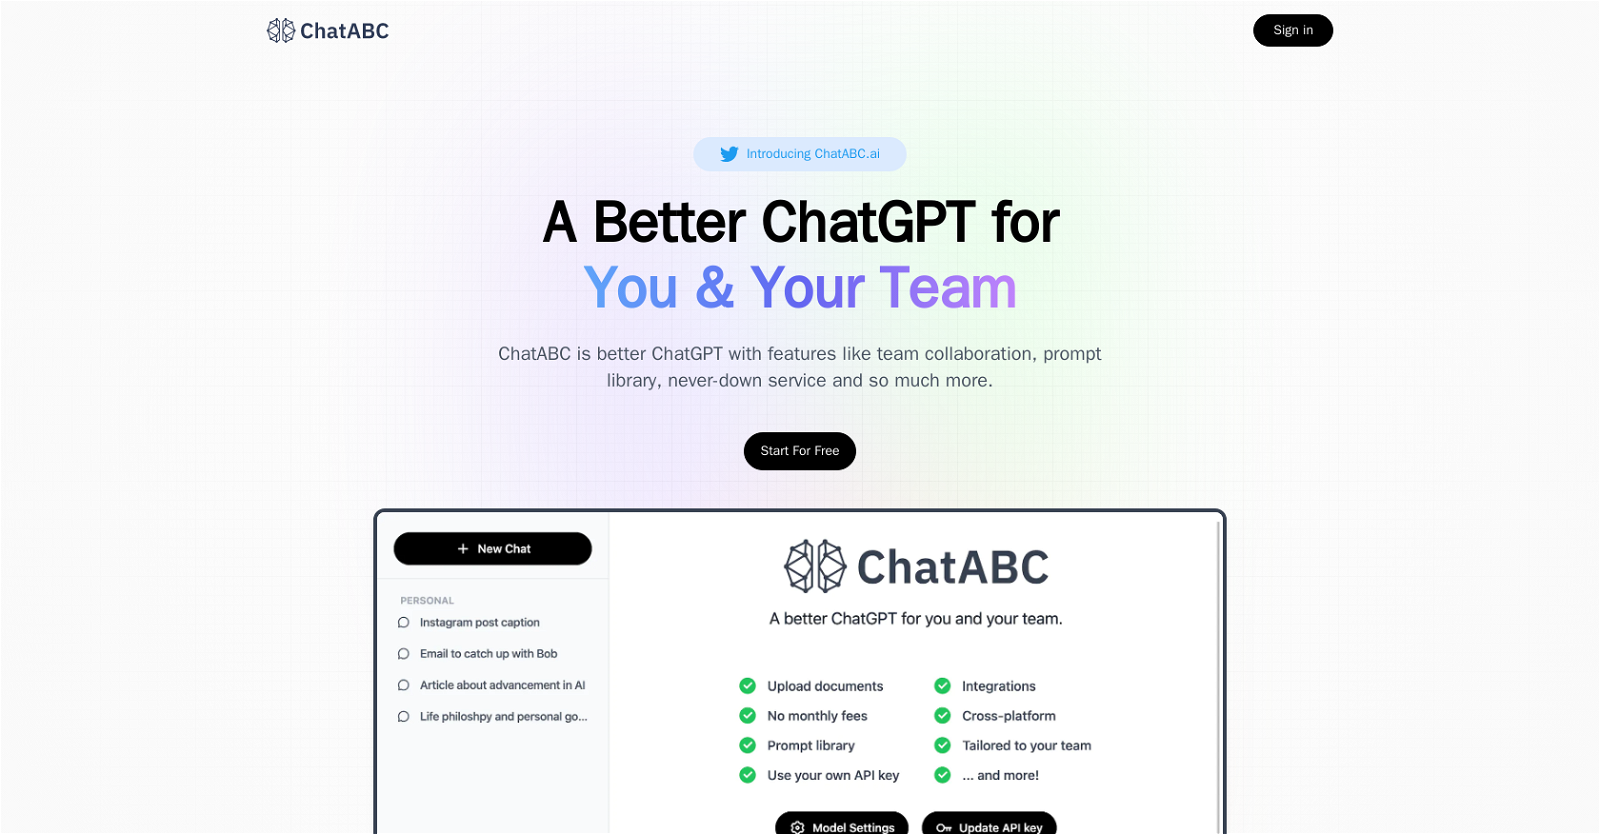 ChatABC
Sign in
Introducing ChatABC.ai
A Better ChatGPT for
You & Your Team
ChatABC is better ChatGPT with features like team collaboration, prompt
library, never-down service and so much more.
Start For Free
New Chat
PERSONAL
Instagram post caption
Email to catch up with Bob
Article about advancement in AI
Life philoshpy and personal go...
ChatABC
A better ChatGPT for you and your team.
Upload documents
No monthly fees
Prompt library
Use your own API key
Integrations
Cross-platform
Tailored to your team
... and more!
Model Settings
Update API key